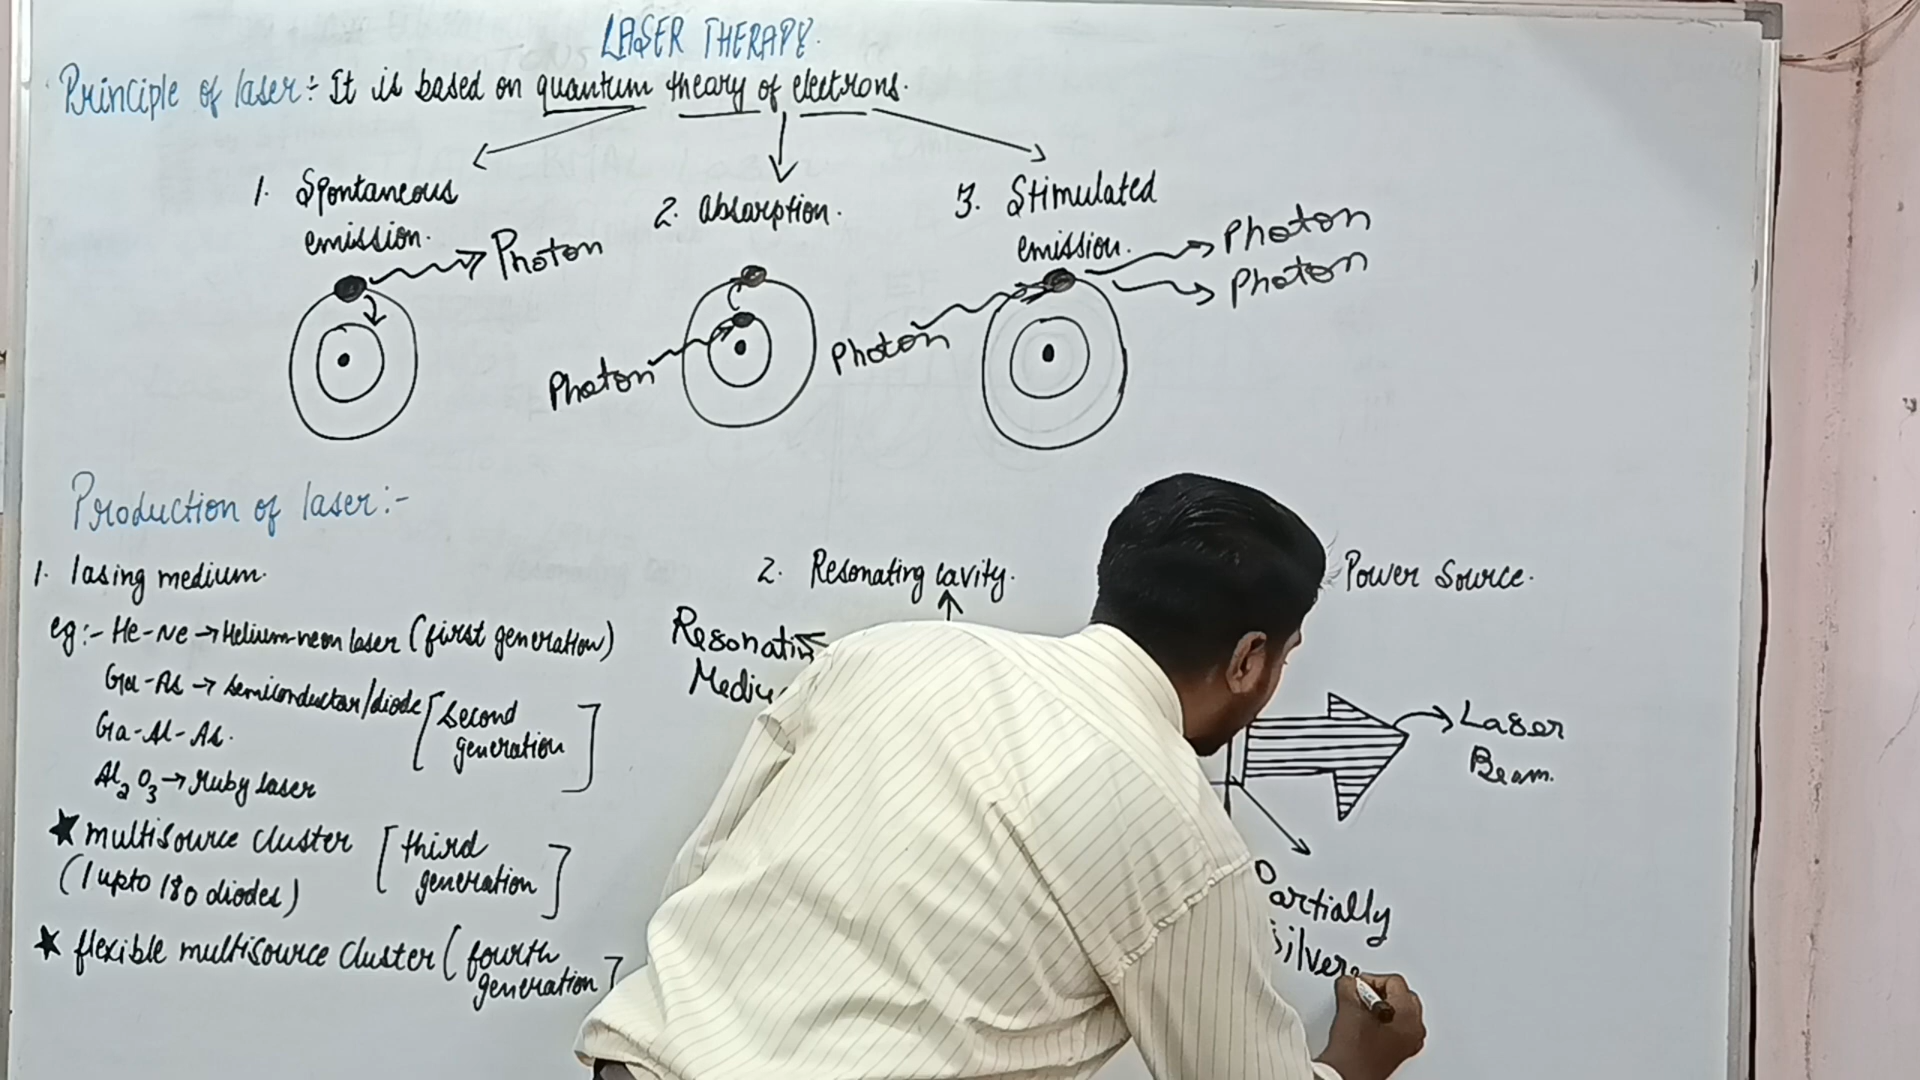 LASER THERAPY.
Principle of laser:- It is based on quantum theory of electrons.
1. Spontaneous
emission.
Photon
2. absorption.
Photon
3. Stimulated
emission.
Photon
Photon
Photon
Production of laser:-
1. lasing medium.
eg:- He-Ne → Helium-neon laser (first generation)
Ga-As → semiconductor/diode
Ga-Al-As.
[second
generation]
Al2O3 → Ruby laser
★ multisource cluster
(1 upto 180 diodes)
[third
generation]
★ flexible multisource cluster (fourth
generation]
2. Resonating cavity.
Power Source.
Laser
Beam.
Partially